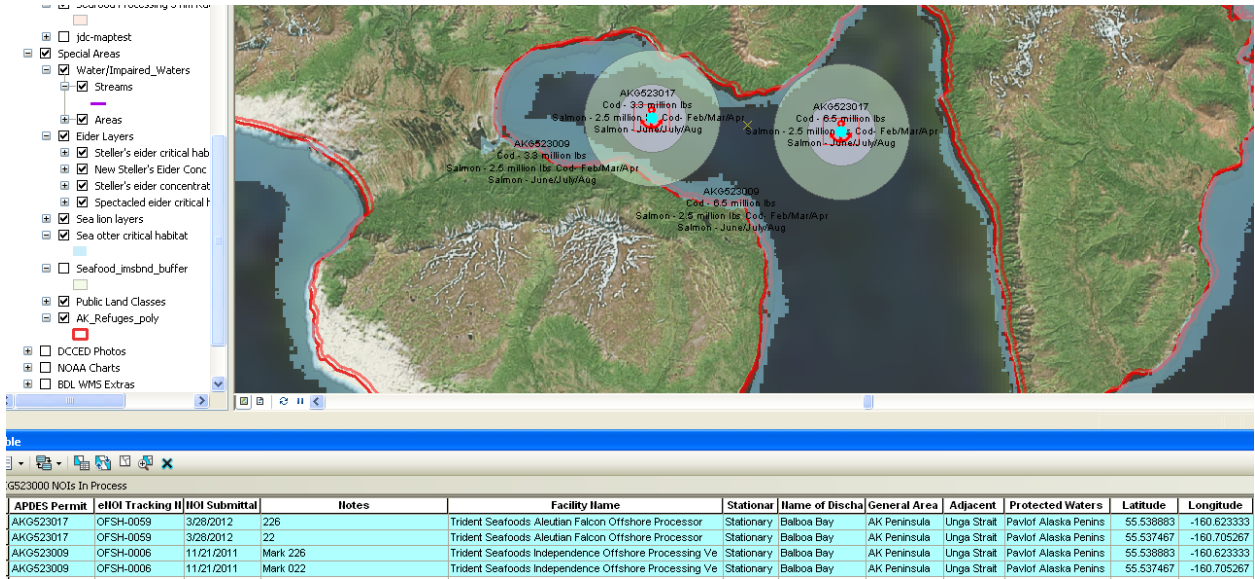 jdc-maptest
Special Areas
Water/Impaired_Waters
Streams
Areas
Eider Layers
Steller's eider critical hab
New Steller's Eider Conc
Steller's eider concentrat
Spectacled eider critical h
Sea lion layers
Sea otter critical habitat
Seafood_imsbnd_buffer
Public Land Classes
AK_Refuges_poly
DCCED Photos
NOAA Charts
BDL WMS Extras
AKG523017
Cod - 3.3 million lbs
Salmon - 2.5 million lbs Cod- Feb/Mar/Apr
Salmon - June/July/Aug
AKG523009
Cod - 3.3 million lbs
Salmon - 2.5 million lbs Cod- Feb/Mar/Apr
Salmon - June/July/Aug
AKG523017
Cod - 6.5 million lbs
Salmon - 2.5 million lbs Cod- Feb/Mar/Apr
Salmon - June/July/Aug
AKG523009
Cod - 6.5 million lbs
Salmon - 2.5 million lbs Cod- Feb/Mar/Apr
Salmon - June/July/Aug
ble
KG523000 NOIs In Process
APDES Permit eNOI Tracking N NOI Submittal Notes Facility Name Stationar Name of Discha General Area Adjacent Protected Waters Latitude Longitude
AKG523017 OFSH-0059 3/28/2012 226 Trident Seafoods Aleutian Falcon Offshore Processor Stationary Balboa Bay AK Peninsula Unga Strait Pavlof Alaska Penins 55.538883 -160.623333
AKG523017 OFSH-0059 3/28/2012 22 Trident Seafoods Aleutian Falcon Offshore Processor Stationary Balboa Bay AK Peninsula Unga Strait Pavlof Alaska Penins 55.537467 -160.705267
AKG523009 OFSH-0006 11/21/2011 Mark 226 Trident Seafoods Independence Offshore Processing Ve Stationary Balboa Bay AK Peninsula Unga Strait Pavlof Alaska Penins 55.538883 -160.623333
AKG523009 OFSH-0006 11/21/2011 Mark 022 Trident Seafoods Independence Offshore Processing Ve Stationary Balboa Bay AK Peninsula Unga Strait Pavlof Alaska Penins 55.537467 -160.705267